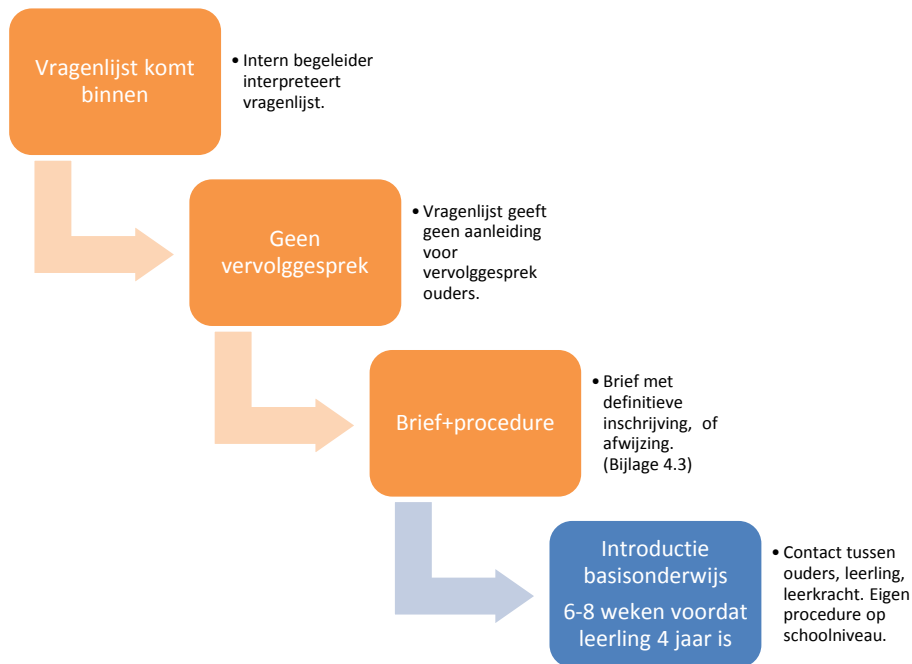 Vragenlijst komt
binnen
• Intern begeleider
interpreteert
vragenlijst.
Geen
vervolggesprek
• Vragenlijst geeft
geen aanleiding
voor
vervolggesprek
ouders.
Brief+procedure
• Brief met
definitieve
inschrijving, of
afwijzing.
(Bijlage 4.3)
Introductie
basisonderwijs
6-8 weken voordat
leerling 4 jaar is
• Contact tussen
ouders, leerling,
leerkracht. Eigen
procedure op
schoolniveau.